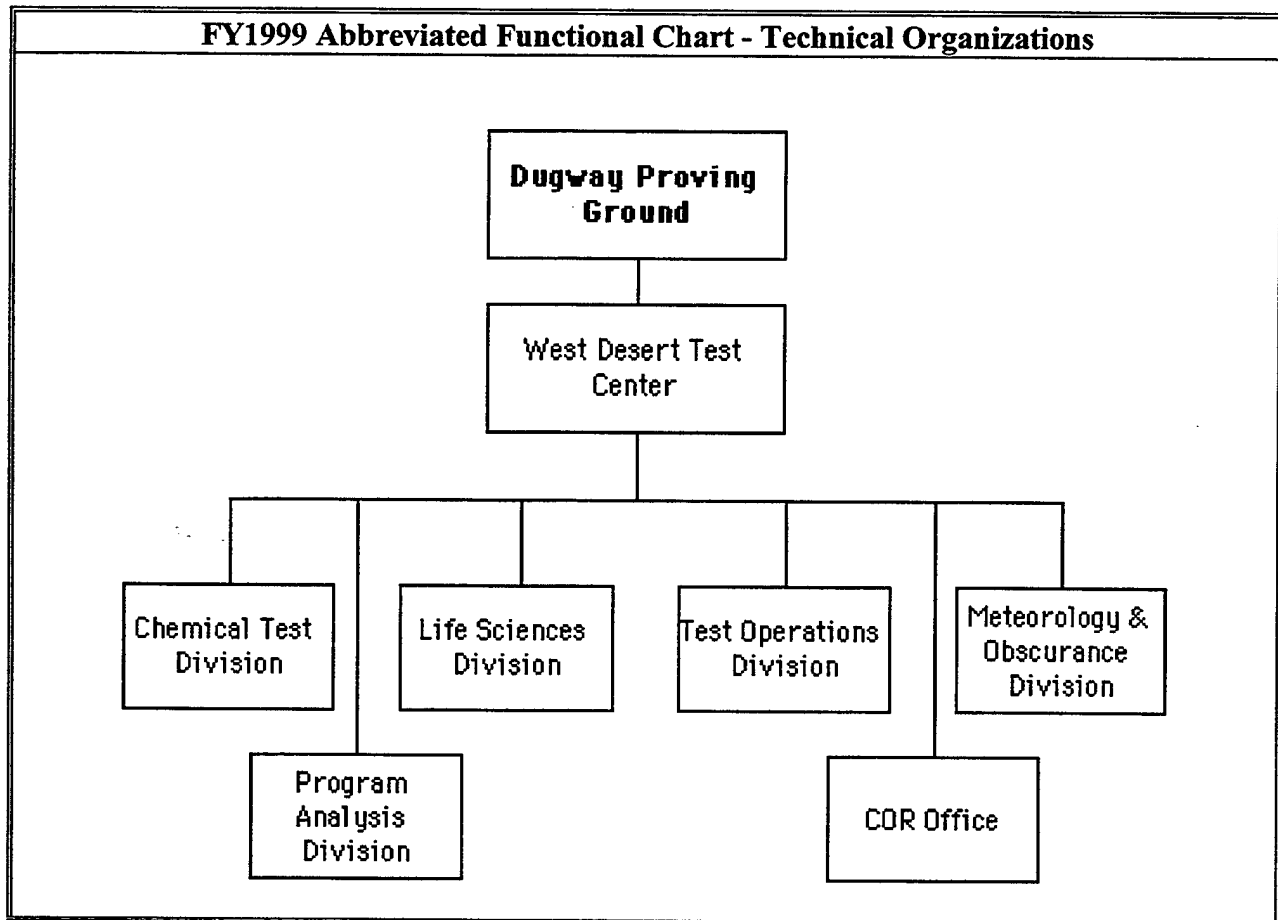 FY1999 Abbreviated Functional Chart - Technical Organizations
Dugway Proving
Ground
West Desert Test
Center
Chemical Test
Division
Life Sciences
Division
Test Operations
Division
Meteorology &
Obscurance
Division
Program
Analysis
Division
COR Office